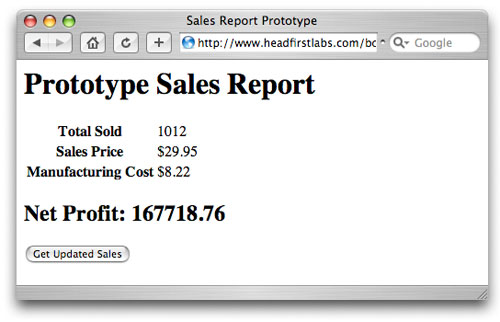 Sales Report Prototype
http://www.headfirstlabs.com/bc
Google
Prototype Sales Report
Total Sold 1012
Sales Price $29.95
Manufacturing Cost $8.22
Net Profit: 167718.76
Get Updated Sales